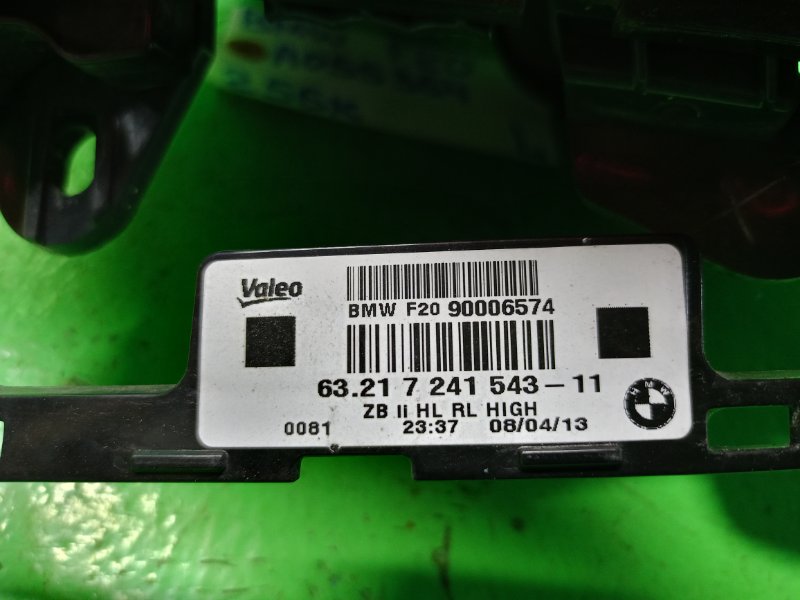 Valeo
BMW F20 90006574
63.21 7 241 543-11
ZB II HL RL HIGH
0081 23:37 08/04/13
BMW